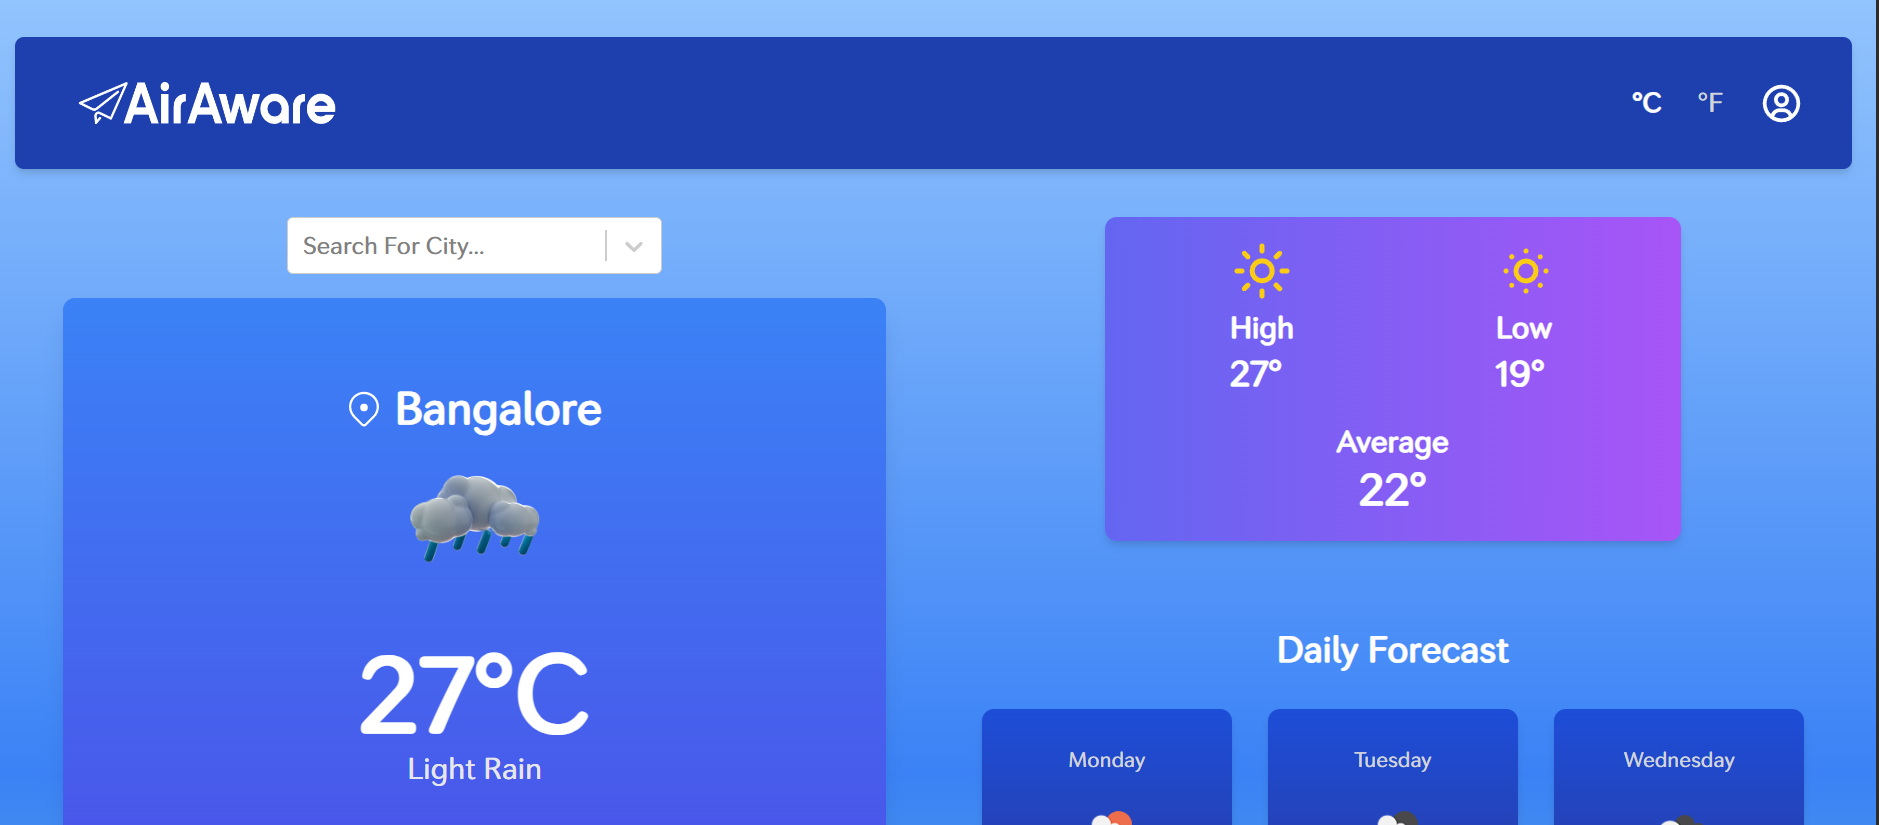 AirAware
°C
°F
Search For City...
Bangalore
27°C
Light Rain
High
27°
Low
19°
Average
22°
Daily Forecast
Monday
Tuesday
Wednesday